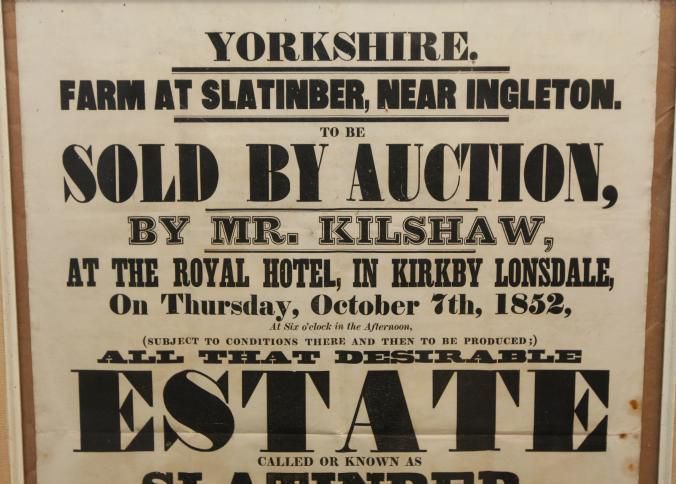 YORKSHIRE.
FARM AT SLATINBER, NEAR INGLETON.
TO BE
SOLD BY AUCTION,
BY MR. KILSHAW,
AT THE ROYAL HOTEL, IN KIRKBY LONSDALE,
On Thursday, October 7th, 1852,
At Six o'clock in the Afternoon,
(SUBJECT TO CONDITIONS THERE AND THEN TO BE PRODUCED;)
ALL THAT DESIRABLE
ESTATE
CALLED OR KNOWN AS
SLATINBER